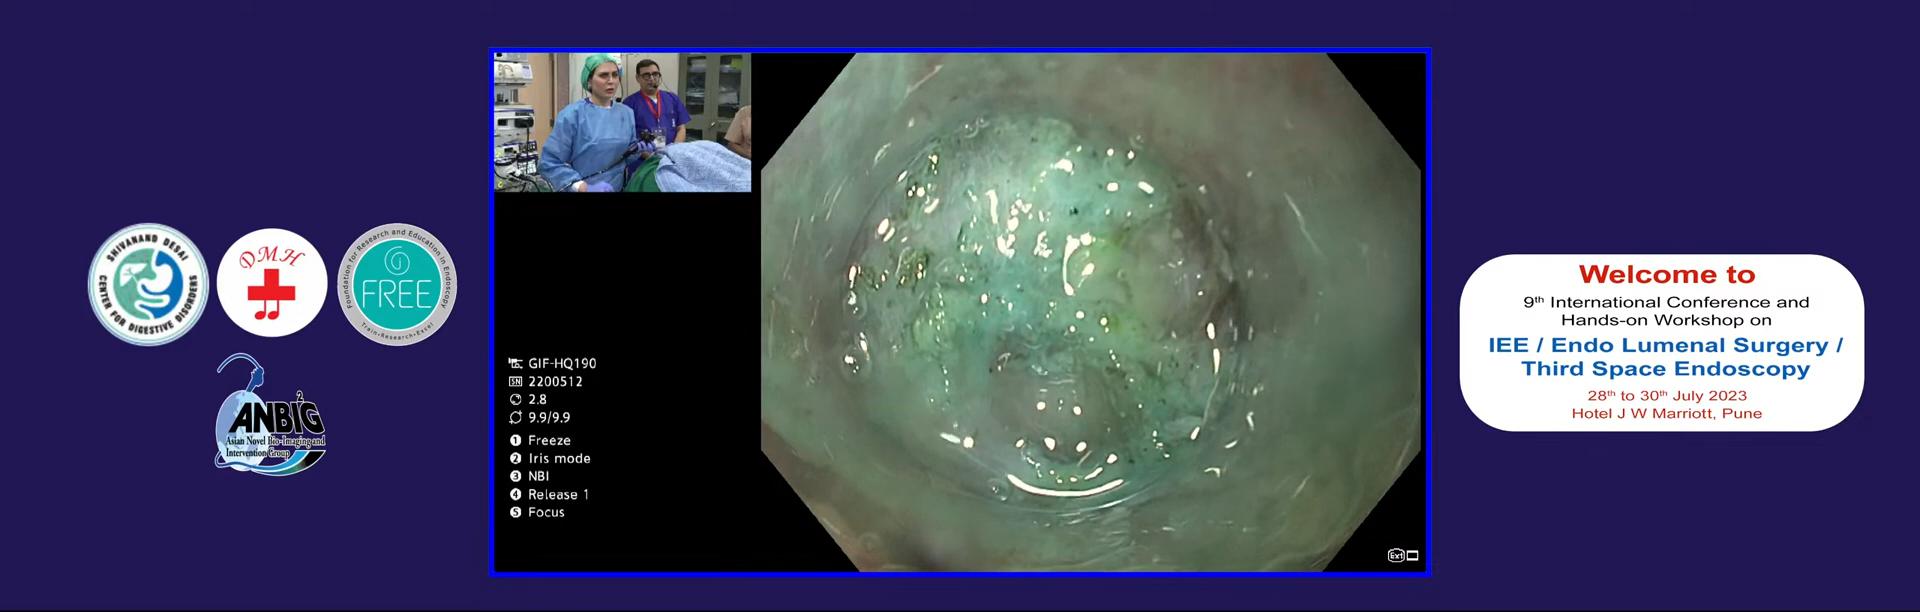 SHIVANAND DESAI
CENTER FOR DIGESTIVE DISORDERS
DMH
Foundation for Research and Education in Endoscopy
FREE
Train•Research•Excel
ANBIG2
Asian Novel Bio-Imaging and
Intervention Group
GIF-HQ190
SN 2200512
2.8
9.9/9.9
1 Freeze
2 Iris mode
3 NBI
4 Release 1
5 Focus
Ext
Welcome to
9th International Conference and
Hands-on Workshop on
IEE / Endo Lumenal Surgery /
Third Space Endoscopy
28th to 30th July 2023
Hotel J W Marriott, Pune